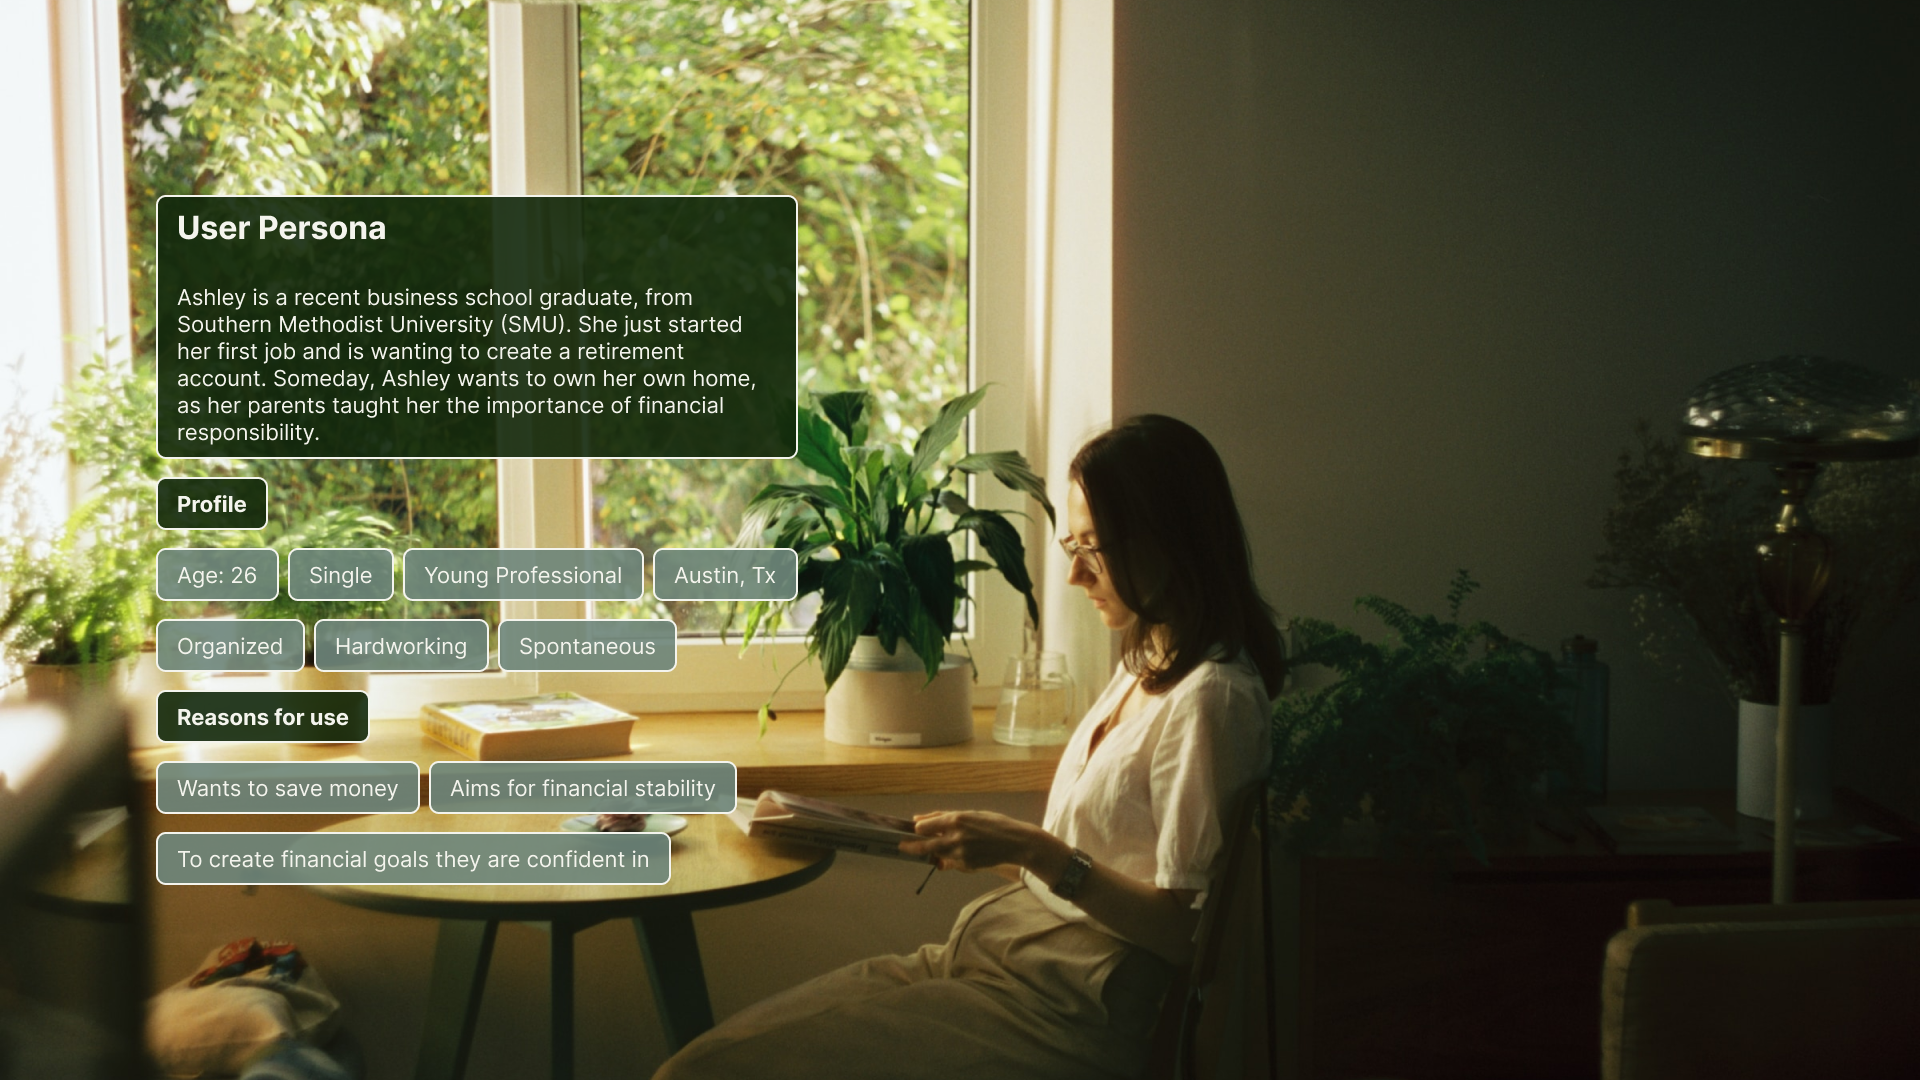 User Persona
Ashley is a recent business school graduate, from
Southern Methodist University (SMU). She just started
her first job and is wanting to create a retirement
account. Someday, Ashley wants to own her own home,
as her parents taught her the importance of financial
responsibility.
Profile
Age: 26
Single
Young Professional
Austin, Tx
Organized
Hardworking
Spontaneous
Reasons for use
Wants to save money
Aims for financial stability
To create financial goals they are confident in